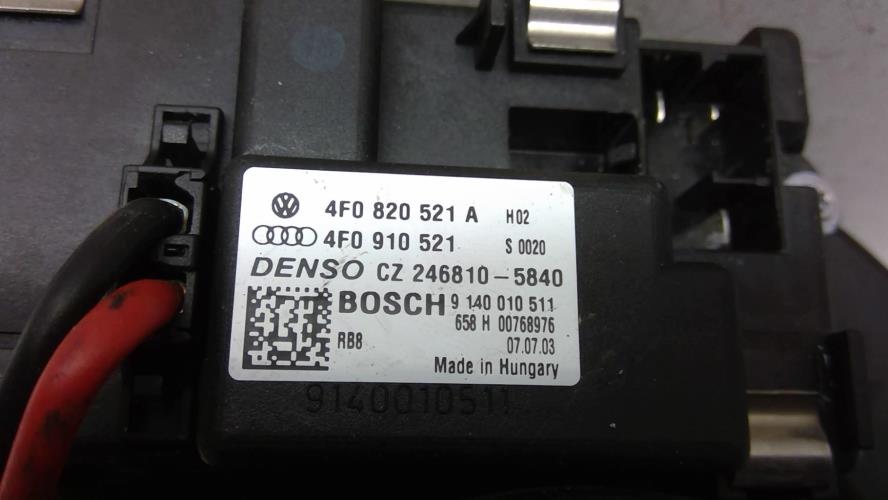 4F0 820 521 A H02
4F0 910 521 S 0020
DENSO CZ 246810-5840
BOSCH 9 140 010 511
658 H 00768976
RB8 07.07.03
Made in Hungary
9140010511